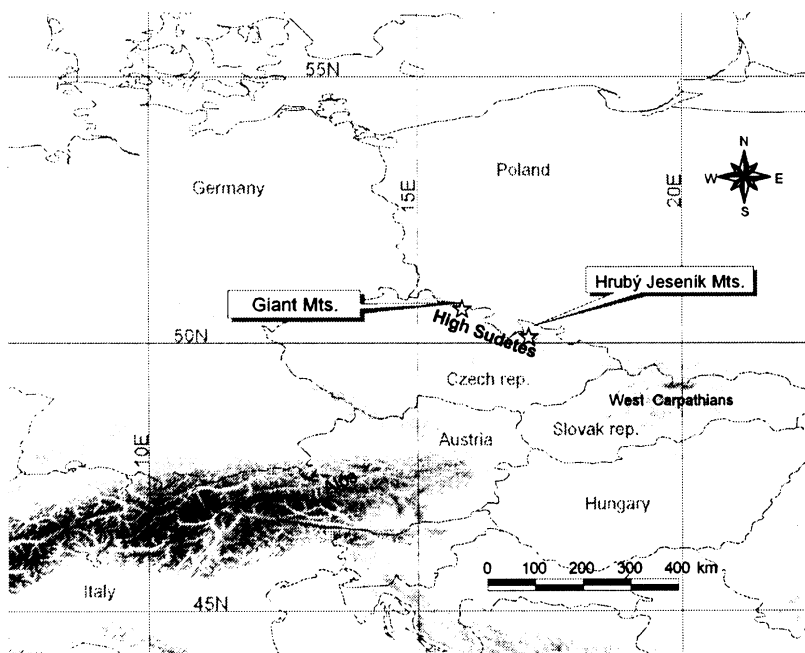 55N
Germany
15E
Poland
20E
N
W
E
S
Hrubý Jeseník Mts.
Giant Mts.
High Sudetes
50N
Czech rep.
West Carpathians
Slovak rep.
Austria
10E
Alps
Hungary
0 100 200 300 400 km
Italy
45N